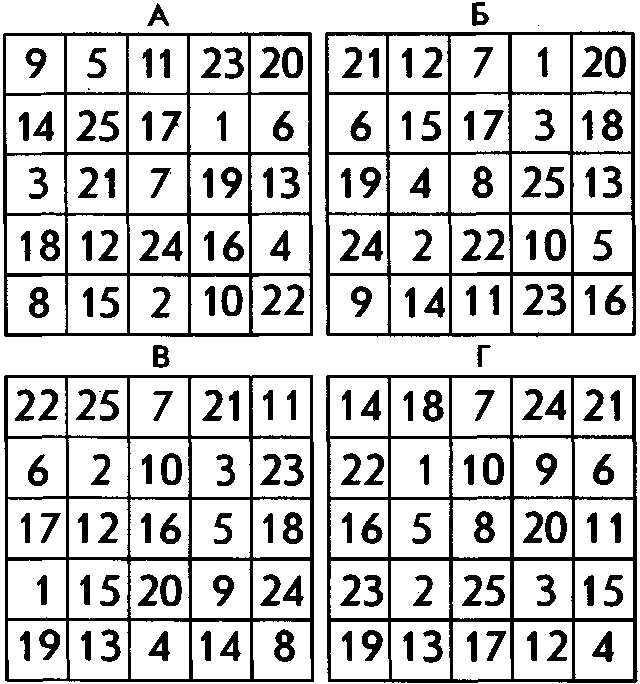 А
9 5 11 23 20
14 25 17 1 6
3 21 7 19 13
18 12 24 16 4
8 15 2 10 22
Б
21 12 7 1 20
6 15 17 3 18
19 4 8 25 13
24 2 22 10 5
9 14 11 23 16
В
22 25 7 21 11
6 2 10 3 23
17 12 16 5 18
1 15 20 9 24
19 13 4 14 8
Г
14 18 7 24 21
22 1 10 9 6
16 5 8 20 11
23 2 25 3 15
19 13 17 12 4